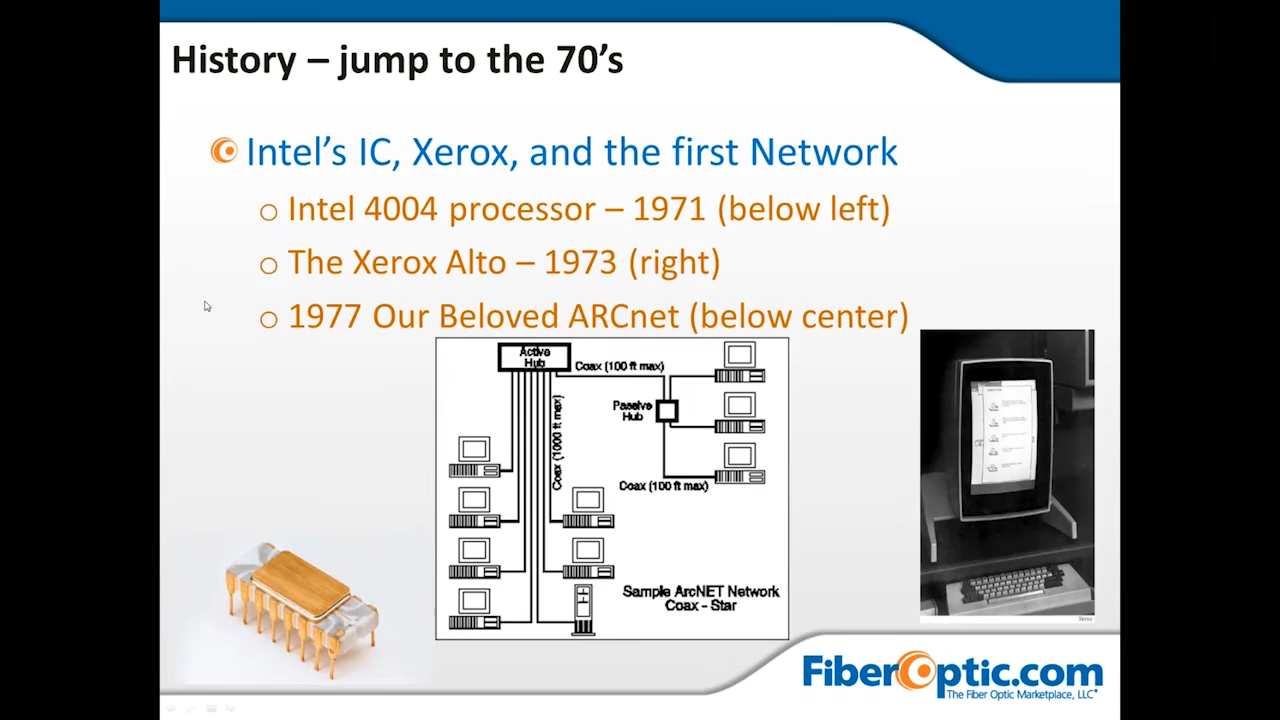 History – jump to the 70’s
Intel’s IC, Xerox, and the first Network
Intel 4004 processor – 1971 (below left)
The Xerox Alto – 1973 (right)
1977 Our Beloved ARCnet (below center)
Active
Hub
Coax (100 ft max)
Passive
Hub
Coax (1000 ft max)
Coax (100 ft max)
Sample ArcNET Network
Coax - Star
Xerox
FiberOptic.com
The Fiber Optic Marketplace, LLC